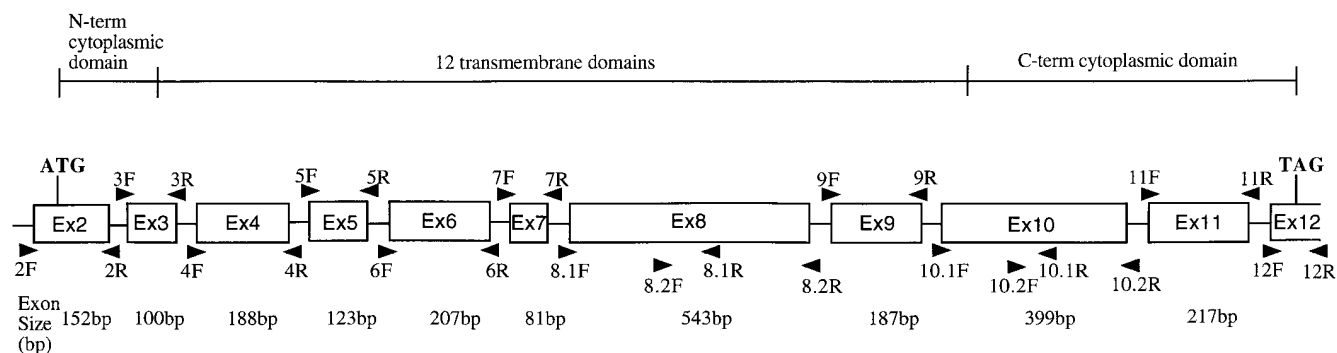 N-term
cytoplasmic
domain
12 transmembrane domains
C-term cytoplasmic domain
ATG
TAG
3F 3R 5F 5R 7F 7R 9F 9R 11F 11R
Ex2 Ex3 Ex4 Ex5 Ex6 Ex7 Ex8 Ex9 Ex10 Ex11 Ex12
2F 2R 4F 4R 6F 6R 8.1F 8.2F 8.1R 8.2R 10.1F 10.2F 10.1R 10.2R 12F 12R
Exon
Size
(bp)
152bp 100bp 188bp 123bp 207bp 81bp 543bp 187bp 399bp 217bp